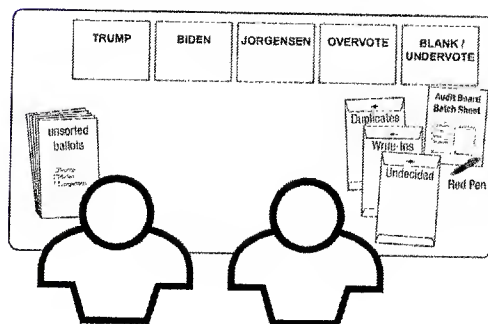 TRUMP
BIDEN
JORGENSEN
OVERVOTE
BLANK /
UNDERVOTE
unsorted
ballots
Duplicates
Write-Ins
Undecided
Audit Board
Batch Sheet
Red Pen